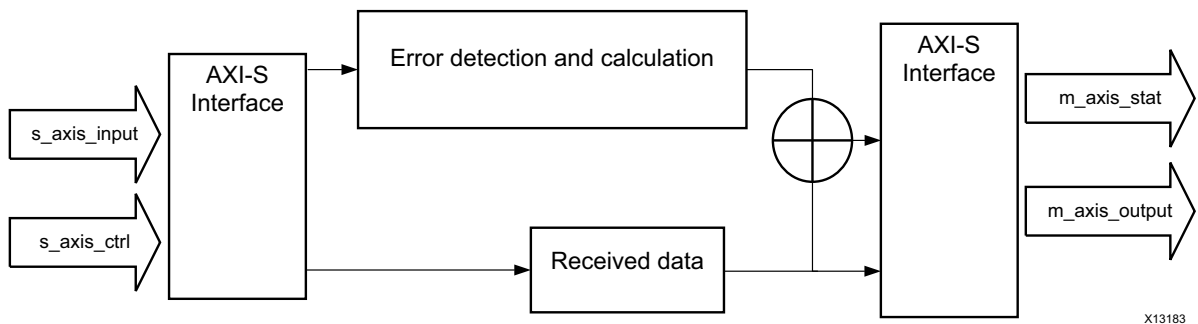 AXI-S
Interface
Error detection and calculation
AXI-S
Interface
s_axis_input
m_axis_stat
s_axis_ctrl
m_axis_output
Received data
X13183